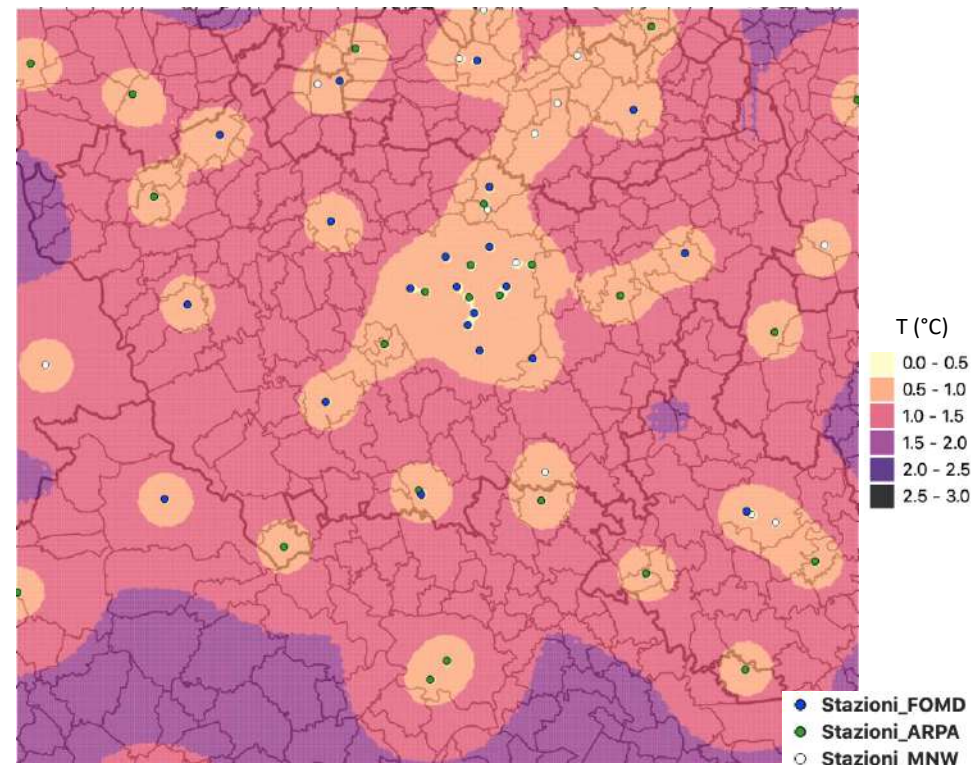 T (°C)
0.0 - 0.5
0.5 - 1.0
1.0 - 1.5
1.5 - 2.0
2.0 - 2.5
2.5 - 3.0
Stazioni_FOMD
Stazioni_ARPA
Stazioni_MNW